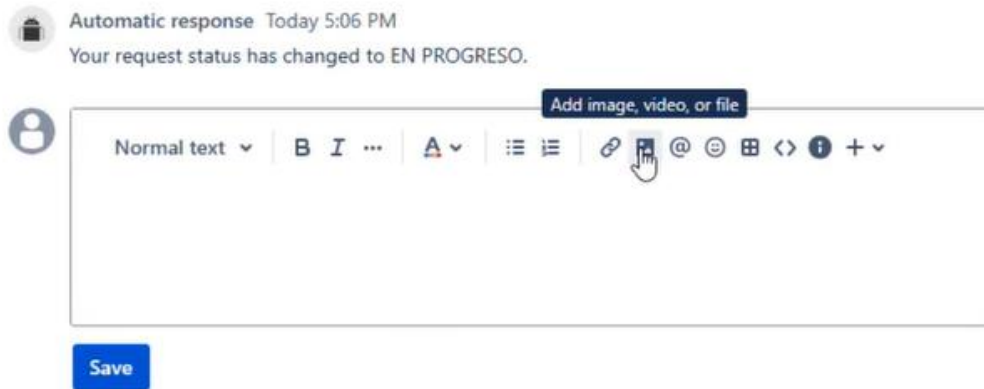 Automatic response Today 5:06 PM
Your request status has changed to EN PROGRESO.
Add image, video, or file
Normal text B I ... A @ <> i +
Save